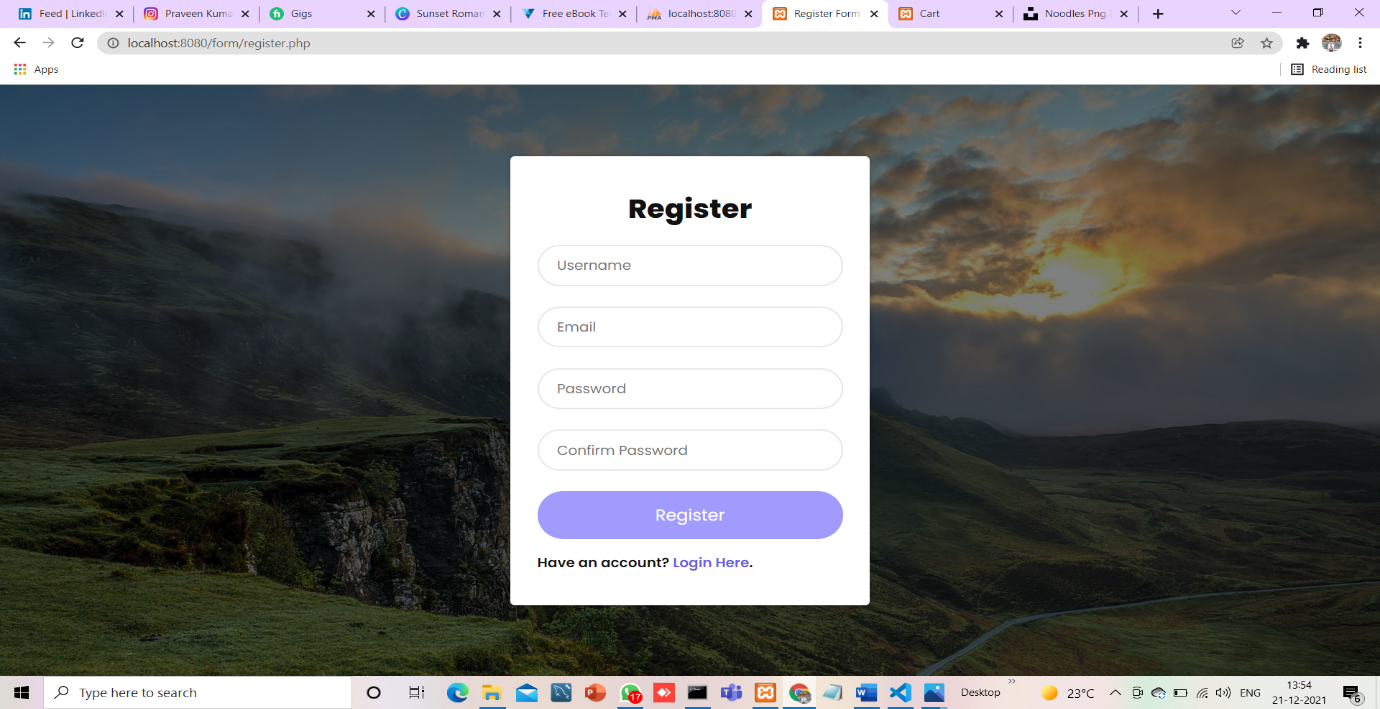 Feed | LinkedIn
Praveen Kuma
Gigs
Sunset Roman
Free eBook Te
localhost:8080
Register Form
Cart
Noodles Png
localhost:8080/form/register.php
Apps
Reading list
Register
Username
Email
Password
Confirm Password
Register
Have an account? Login Here.
Type here to search
17
Desktop
23°C
ENG
13:54
21-12-2021
6